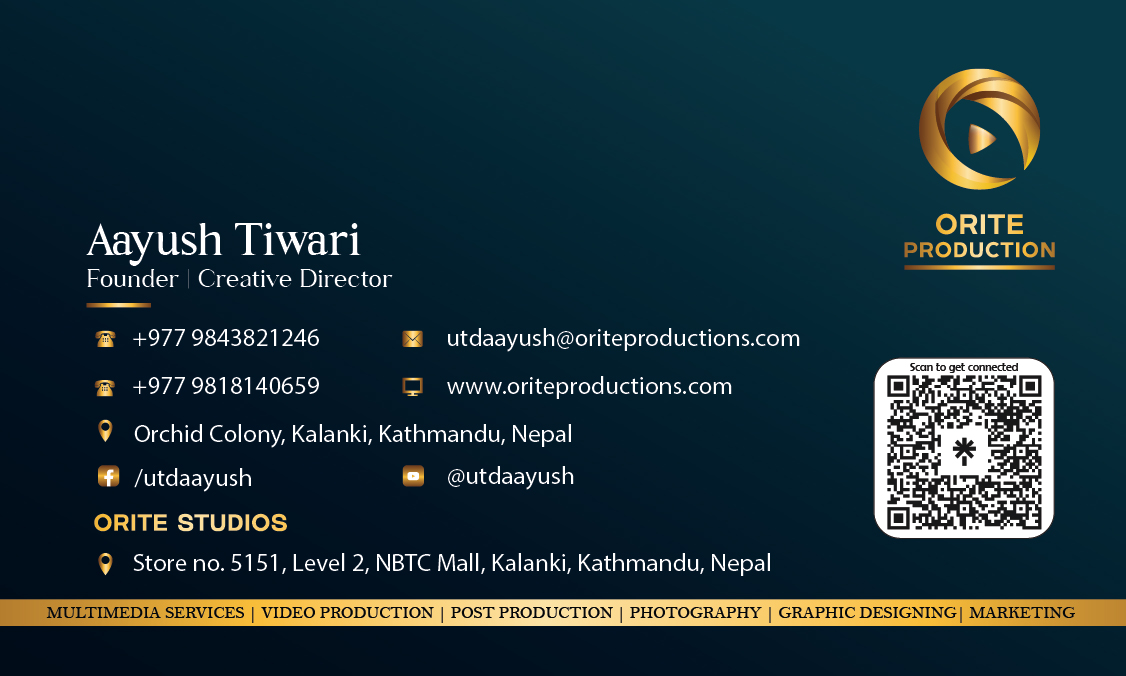 ORITE
PRODUCTION
Aayush Tiwari
Founder | Creative Director
+977 9843821246
utdaayush@oriteproductions.com
+977 9818140659
www.oriteproductions.com
Orchid Colony, Kalanki, Kathmandu, Nepal
/utdaayush
@utdaayush
Scan to get connected
ORITE STUDIOS
Store no. 5151, Level 2, NBTC Mall, Kalanki, Kathmandu, Nepal
MULTIMEDIA SERVICES | VIDEO PRODUCTION | POST PRODUCTION | PHOTOGRAPHY | GRAPHIC DESIGNING| MARKETING